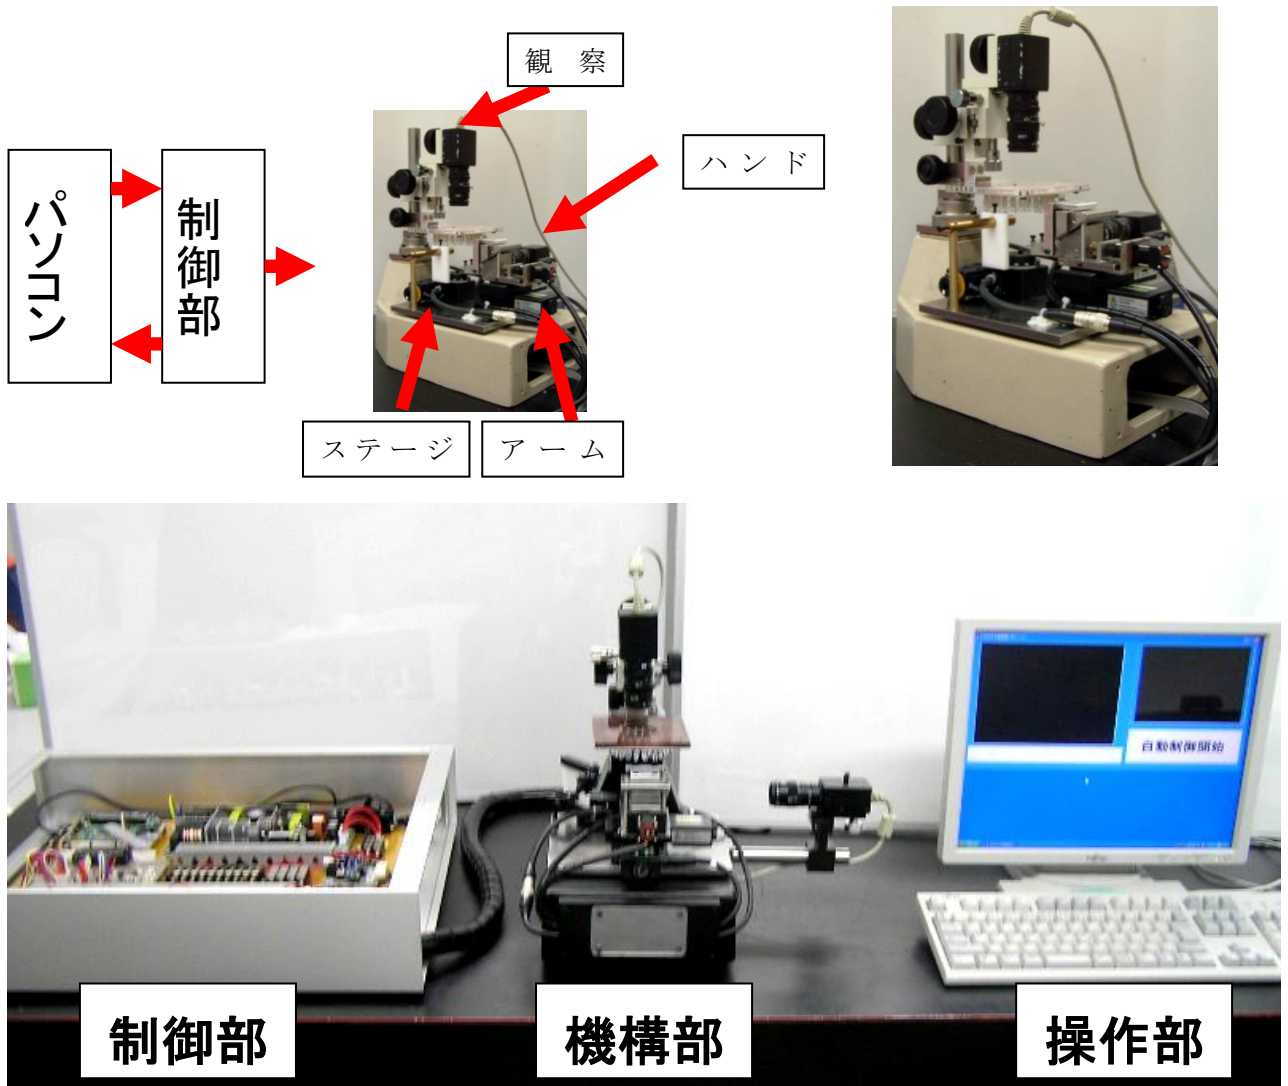 観 察
ハンド
パソコン
制御部
ステージ
アーム
自動制御開始
制御部
機構部
操作部